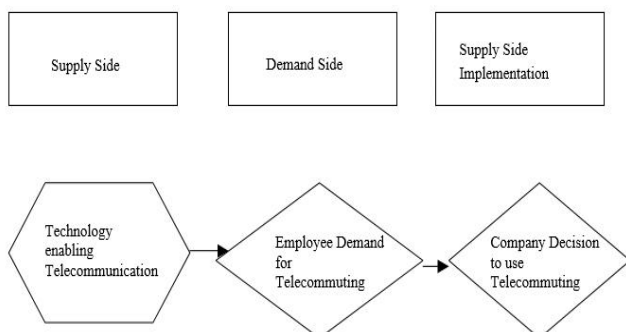 Supply Side
Demand Side
Supply Side
Implementation
Technology
enabling
Telecommunication
Employee Demand
for
Telecommuting
Company Decision
to use
Telecommuting